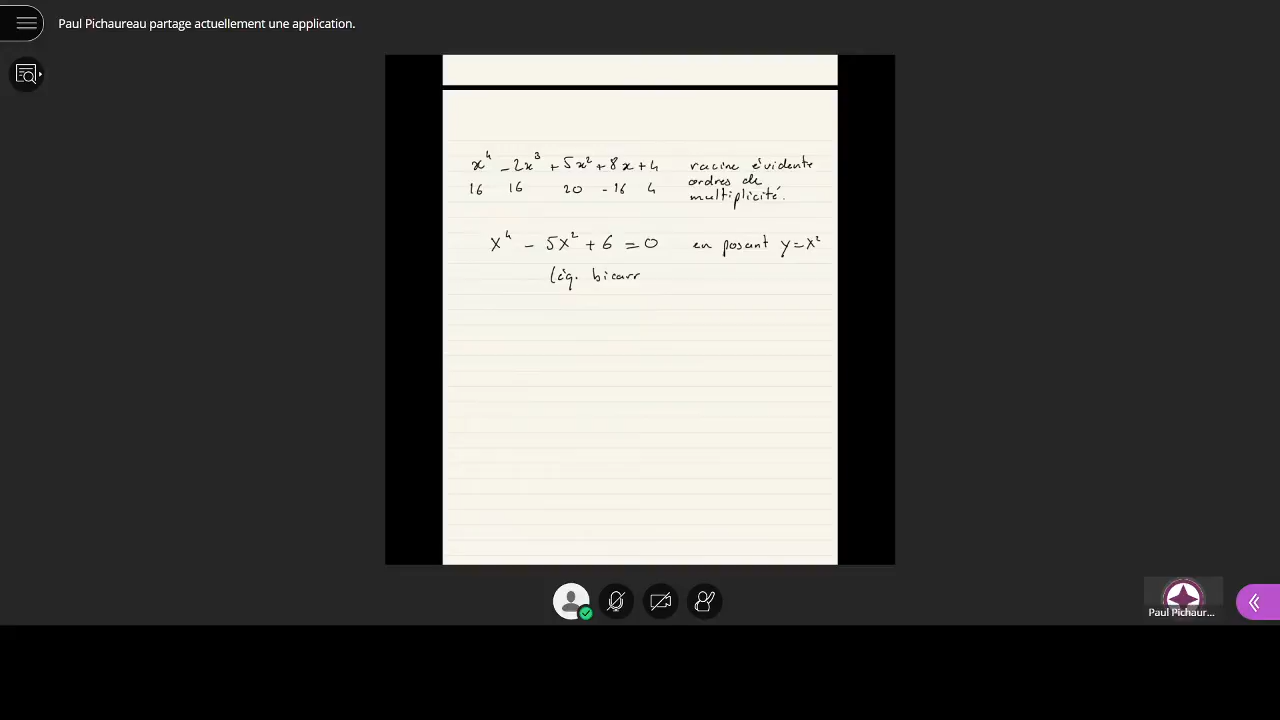 Paul Pichaureau partage actuellement une application.
x⁴ - 2x³ + 5x² + 8x + 4 racine évidente
16 16 20 -16 4 ordres de
multiplicité.
x⁴ - 5x² + 6 = 0 en posant y = x²
(éq. bicarr
Paul Pichaur...